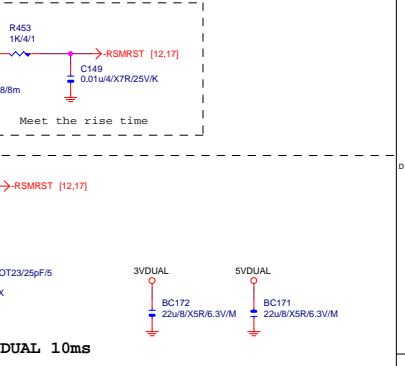 R453
1K/4/1
-RSMRST [12,17]
C149
0.01u/4/X7R/25V/K
8/8m
Meet the rise time
D
-RSMRST [12,17]
OT23/25pF/5
X
3VDUAL
5VDUAL
BC172
22u/8/X5R/6.3V/M
BC171
22u/8/X5R/6.3V/M
DUAL 10ms